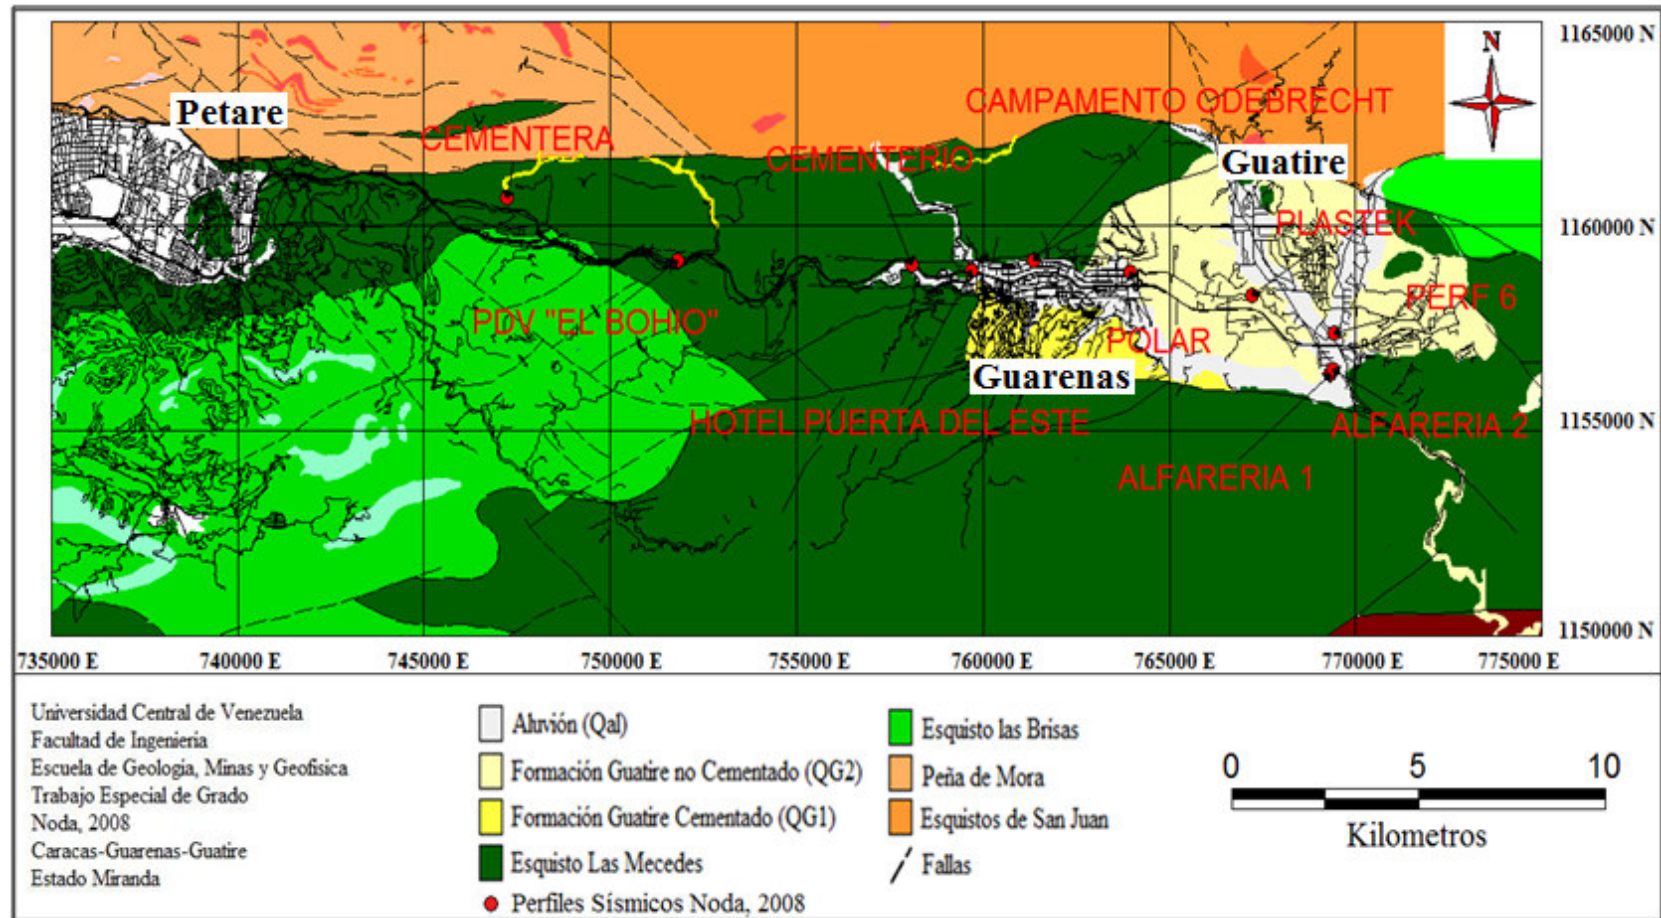 1165000 N
N
CAMPAMENTO ODEBRECHT
Petare
CEMENTERA
CEMENTERIO
Guatire
PLASTEK
1160000 N
PERF 6
PDV "EL BOHIO"
POLAR
Guarenas
HOTEL PUERTA DEL ESTE
ALFARERIA 2
1155000 N
ALFARERIA 1
1150000 N
735000 E 740000 E 745000 E 750000 E 755000 E 760000 E 765000 E 770000 E 775000 E
Universidad Central de Venezuela
Facultad de Ingenieria
Escuela de Geologia, Minas y Geofisica
Trabajo Especial de Grado
Noda, 2008
Caracas-Guarenas-Guatire
Estado Miranda
Aluvión (Qal)
Formación Guatire no Cementado (QG2)
Formación Guatire Cementado (QG1)
Esquisto Las Mecedes
Perfiles Sísmicos Noda, 2008
Esquisto las Brisas
Peña de Mora
Esquistos de San Juan
Fallas
0 5 10
Kilometros